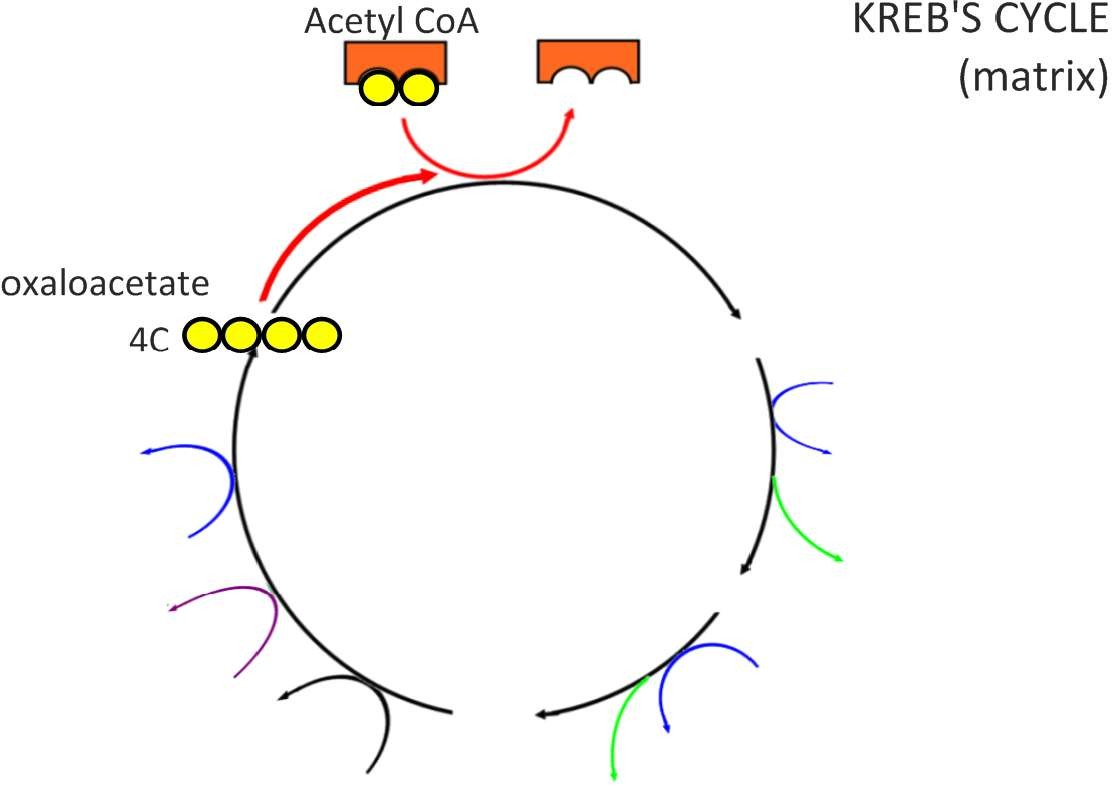 Acetyl CoA
KREB'S CYCLE
(matrix)
oxaloacetate
4C